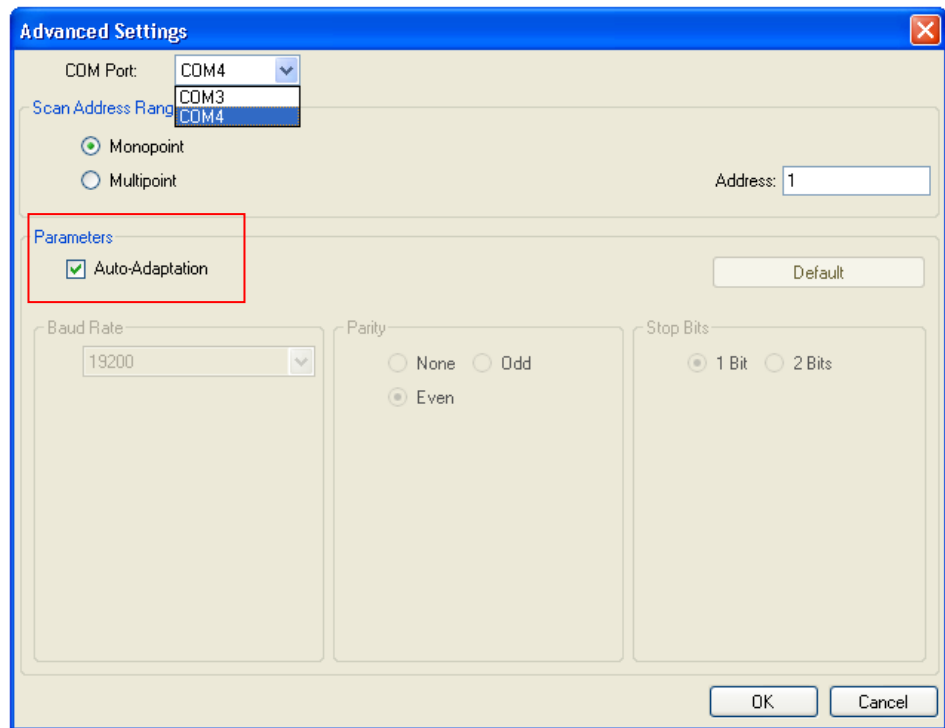 Advanced Settings
COM Port: COM4
COM3
COM4
Scan Address Rang
Monopoint
Multipoint
Address: 1
Parameters
Auto-Adaptation
Default
Baud Rate
19200
Parity
None Odd
Even
Stop Bits
1 Bit 2 Bits
OK Cancel